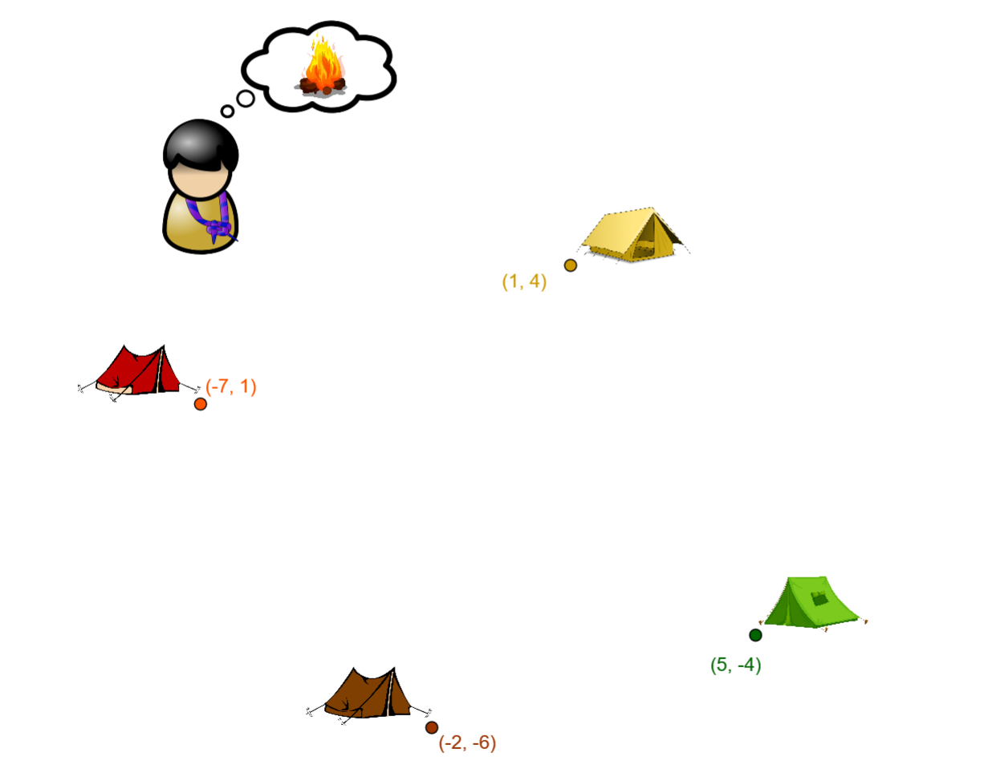 (1, 4)
(-7, 1)
(5, -4)
(-2, -6)